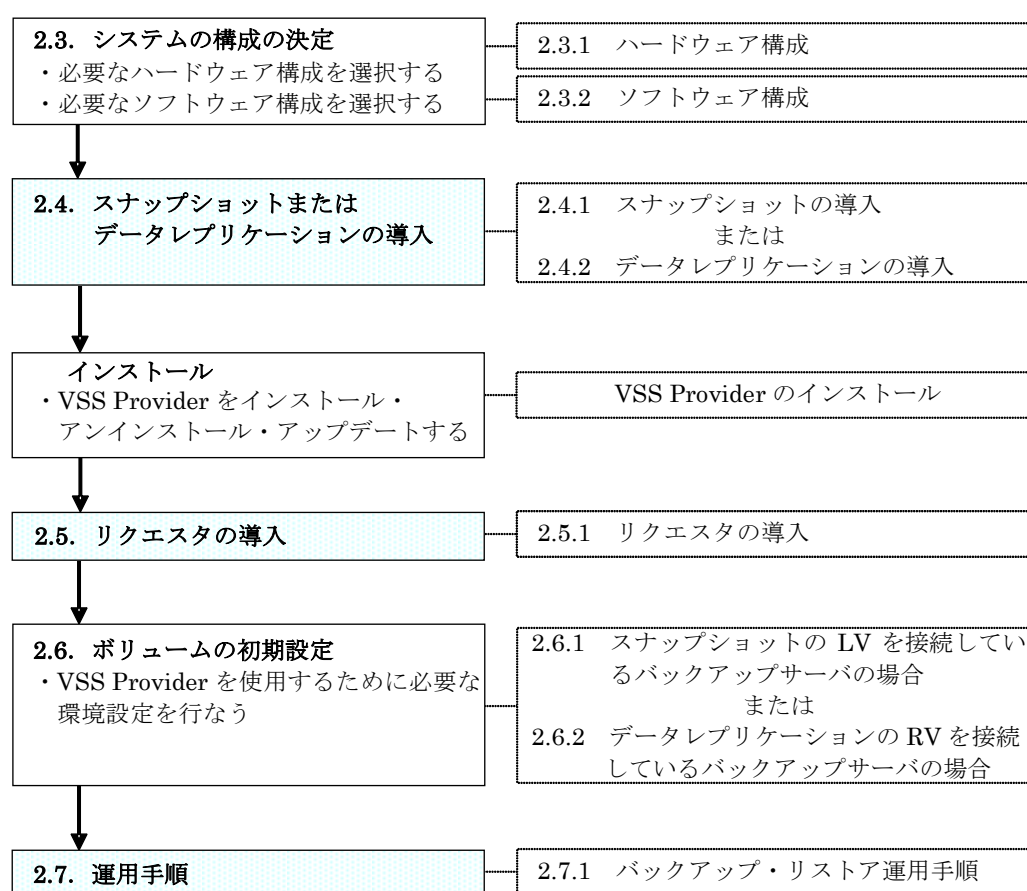 2.3. システムの構成の決定
・必要なハードウェア構成を選択する
・必要なソフトウェア構成を選択する
2.3.1 ハードウェア構成
2.3.2 ソフトウェア構成
2.4. スナップショットまたは
データレプリケーションの導入
2.4.1 スナップショットの導入
または
2.4.2 データレプリケーションの導入
インストール
・VSS Provider をインストール・
アンインストール・アップデートする
VSS Provider のインストール
2.5. リクエスタの導入
2.5.1 リクエスタの導入
2.6. ボリュームの初期設定
・VSS Provider を使用するために必要な
環境設定を行なう
2.6.1 スナップショットの LV を接続してい
るバックアップサーバの場合
または
2.6.2 データレプリケーションの RV を接続
しているバックアップサーバの場合
2.7. 運用手順
2.7.1 バックアップ・リストア運用手順